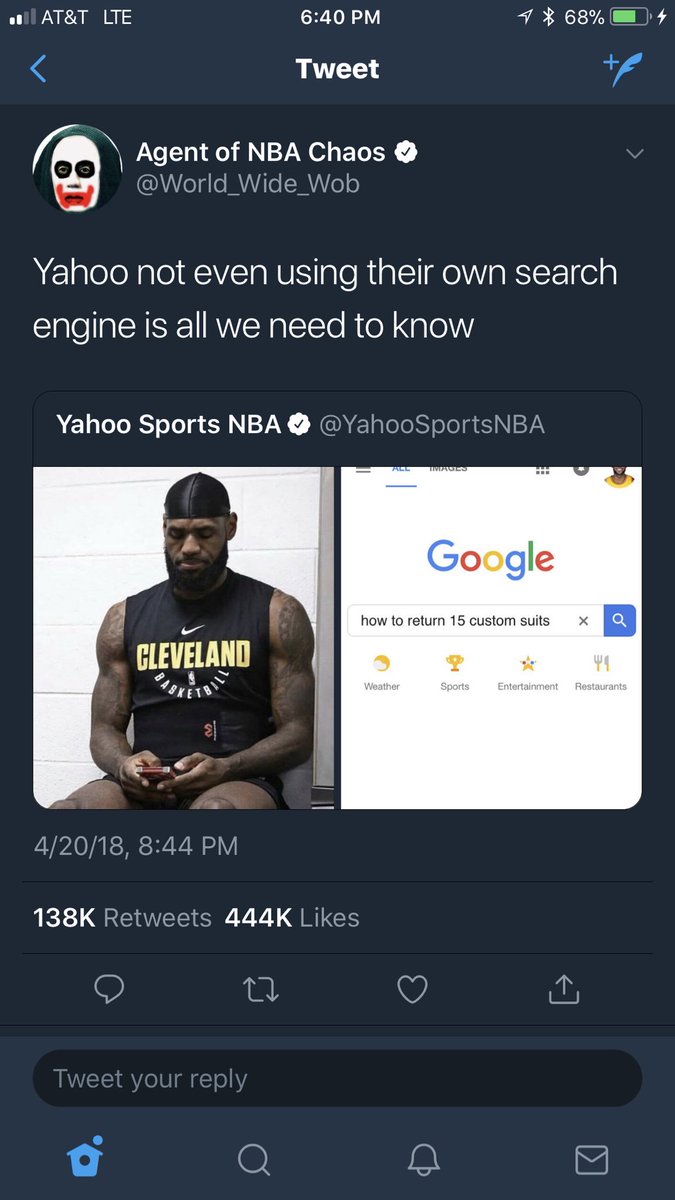 AT&T LTE 6:40 PM 68%
Tweet
Agent of NBA Chaos
@World_Wide_Wob
Yahoo not even using their own search
engine is all we need to know
Yahoo Sports NBA @YahooSportsNBA
ALL IMAGES
CLEVELAND
BASKETBALL
Google
how to return 15 custom suits
Weather Sports Entertainment Restaurants
4/20/18, 8:44 PM
138K Retweets 444K Likes
Tweet your reply